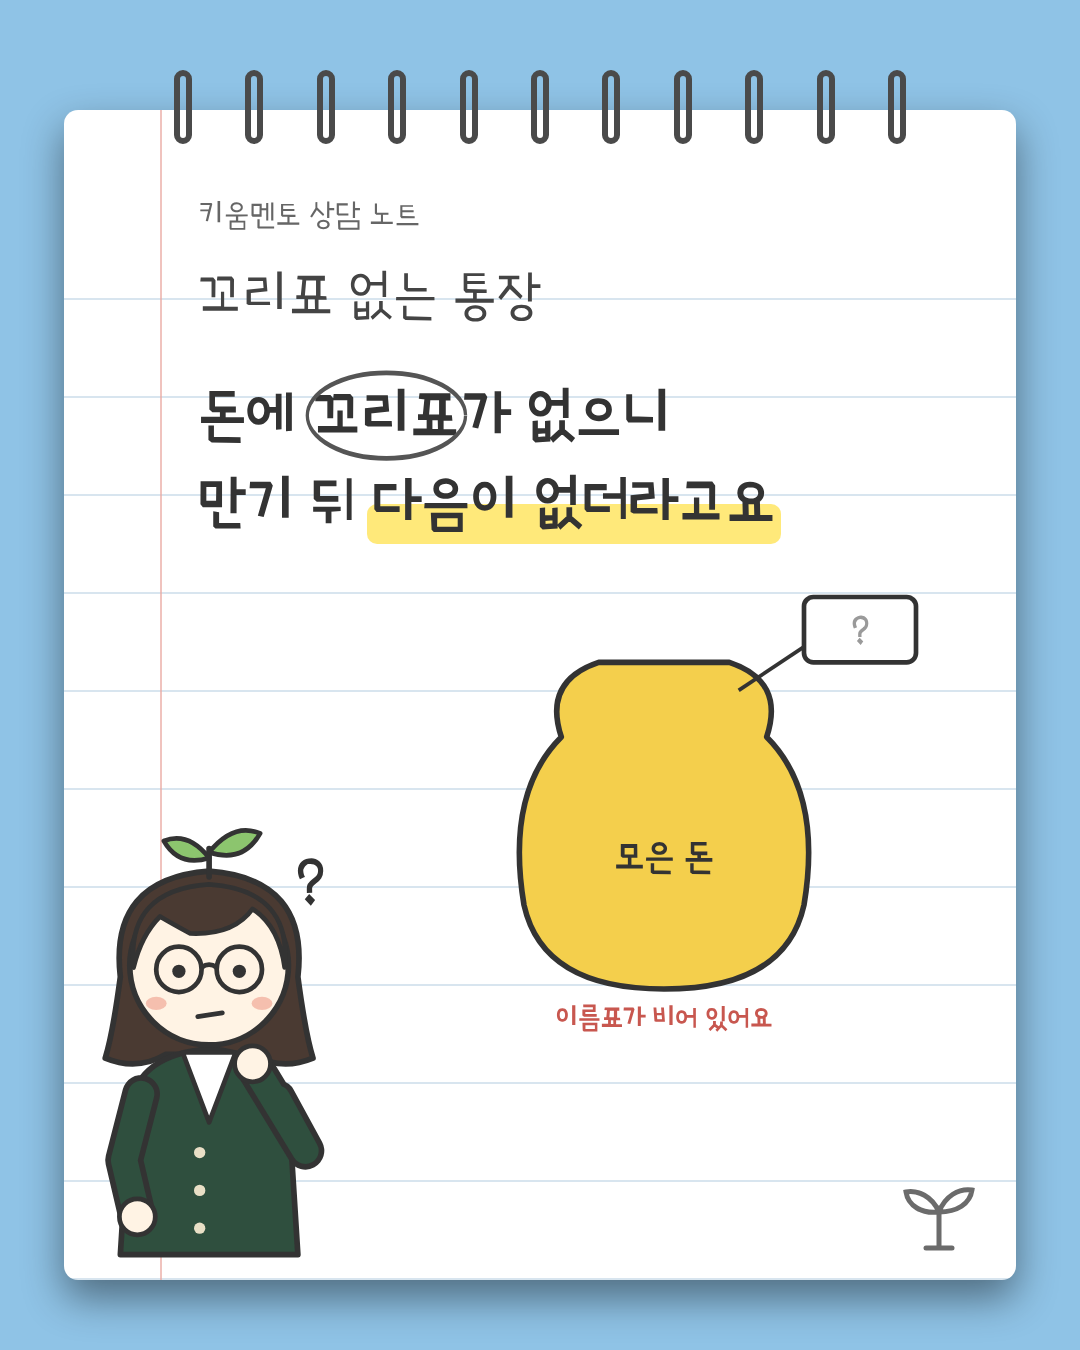 키움멘토 상담 노트
꼬리표 없는 통장
돈에 꼬리표가 없으니
만기 뒤 다음이 없더라고요
?
모은 돈
?
이름표가 비어 있어요